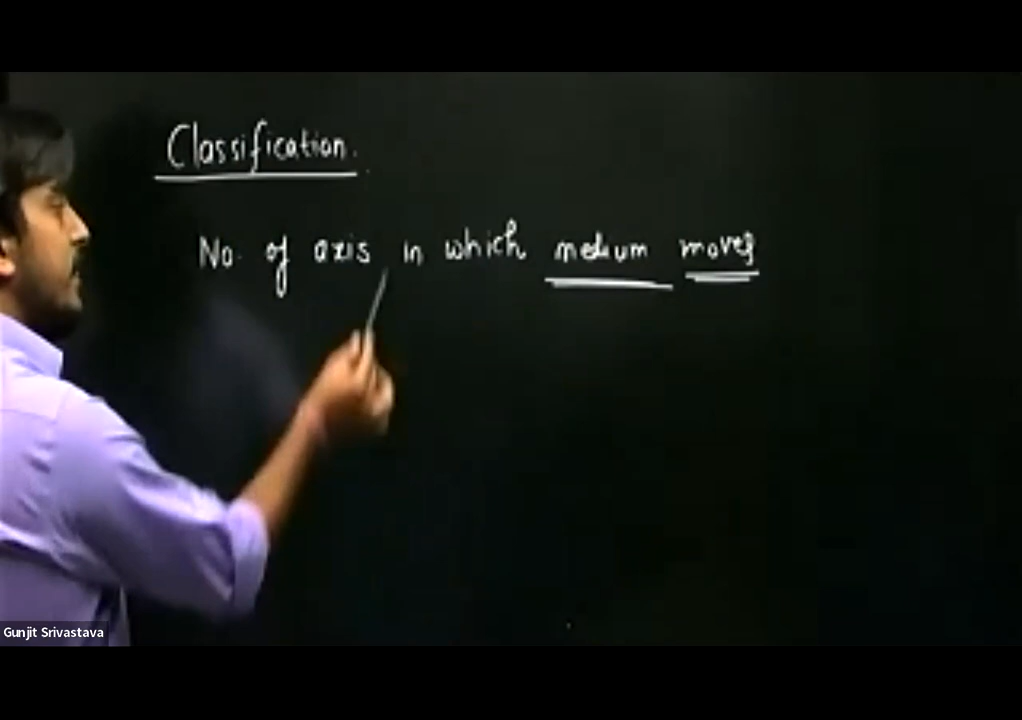 Classification.
No. of axis in which medium moves
Gunjit Srivastava